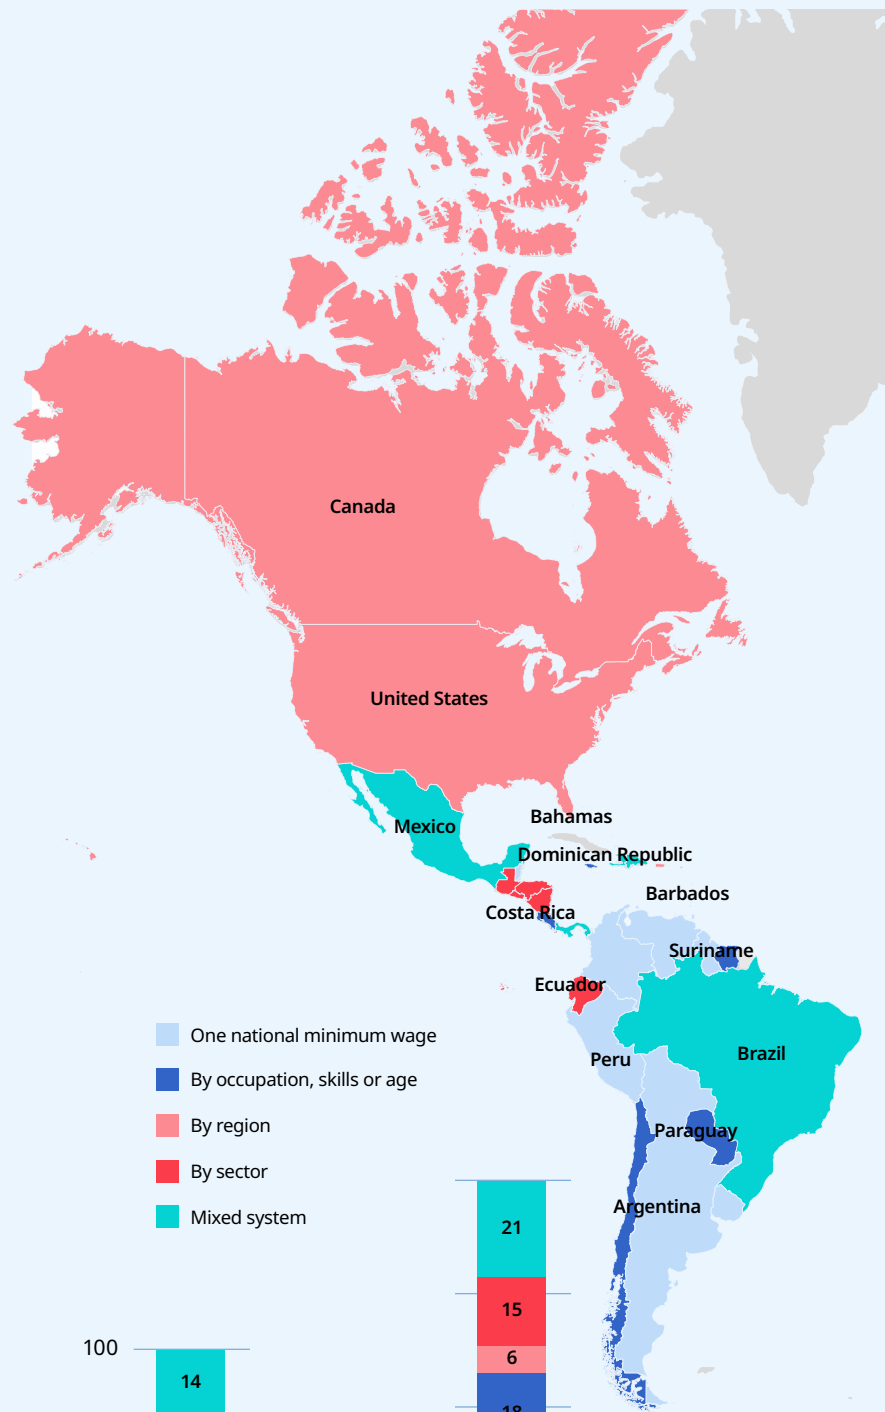 Canada
United States
Bahamas
Mexico
Dominican Republic
Barbados
Costa Rica
Suriname
Ecuador
One national minimum wage
Peru
Brazil
By occupation, skills or age
By region
Paraguay
By sector
Argentina
Mixed system
21
15
100
6
14
18